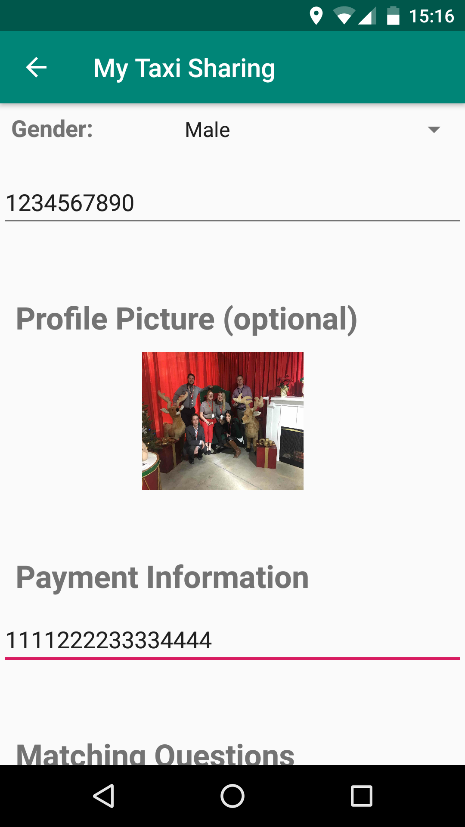 15:16
My Taxi Sharing
Gender: Male
1234567890
Profile Picture (optional)
Payment Information
1111222233334444
Matching Questions